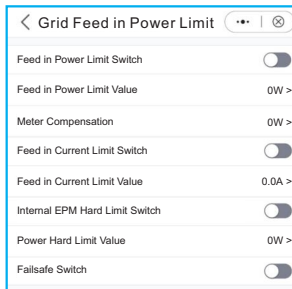 Grid Feed in Power Limit
Feed in Power Limit Switch
Feed in Power Limit Value 0W >
Meter Compensation 0W >
Feed in Current Limit Switch
Feed in Current Limit Value 0.0A >
Internal EPM Hard Limit Switch
Power Hard Limit Value 0W >
Failsafe Switch